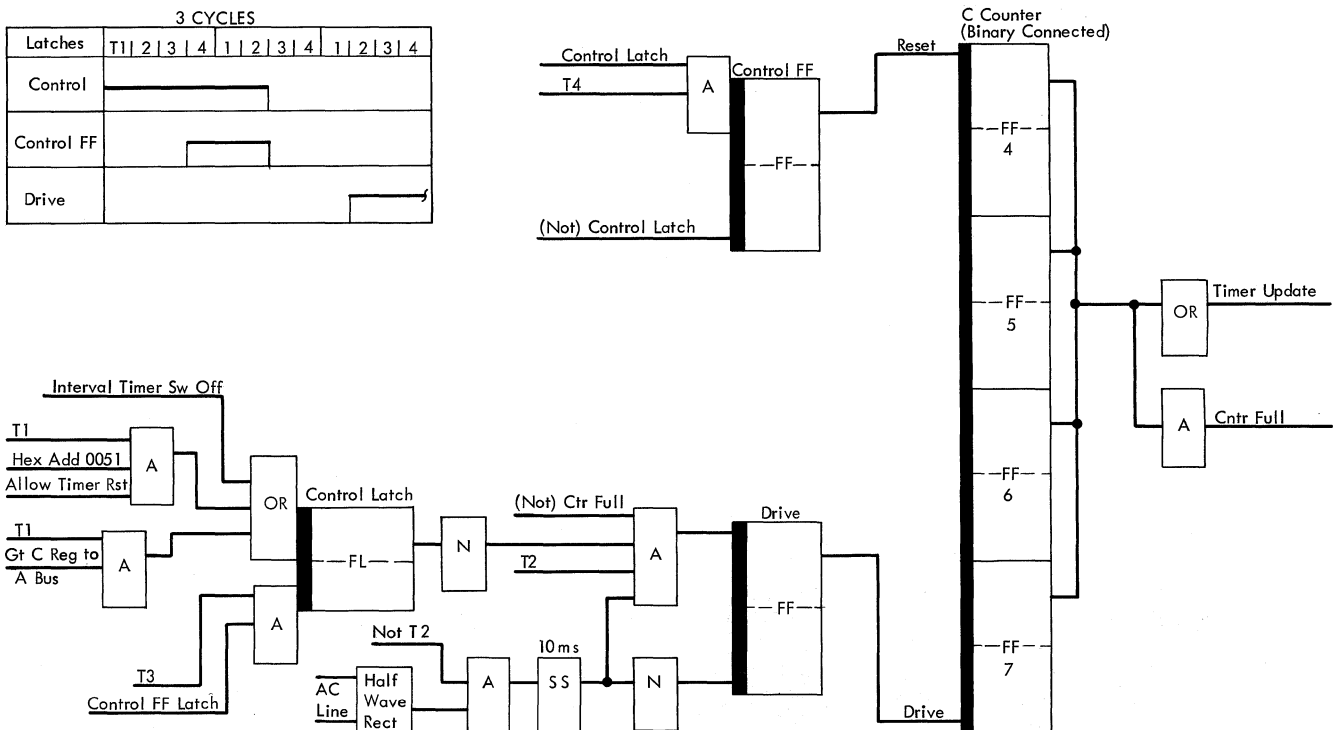 3 CYCLES
Latches T1 2 3 4 1 2 3 4 1 2 3 4
Control
Control FF
Drive
Control Latch
T4
A
Control FF
FF
(Not) Control Latch
Reset
C Counter
(Binary Connected)
FF
4
FF
5
FF
6
FF
7
OR
Timer Update
A
Cntr Full
Interval Timer Sw Off
T1
Hex Add 0051
Allow Timer Rst
A
T1
Gt C Reg to
A Bus
A
OR
Control Latch
FL
A
T3
Control FF Latch
N
(Not) Ctr Full
T2
A
Drive
FF
Not T2
AC
Line
Half
Wave
Rect
A
10 ms
SS
N
Drive